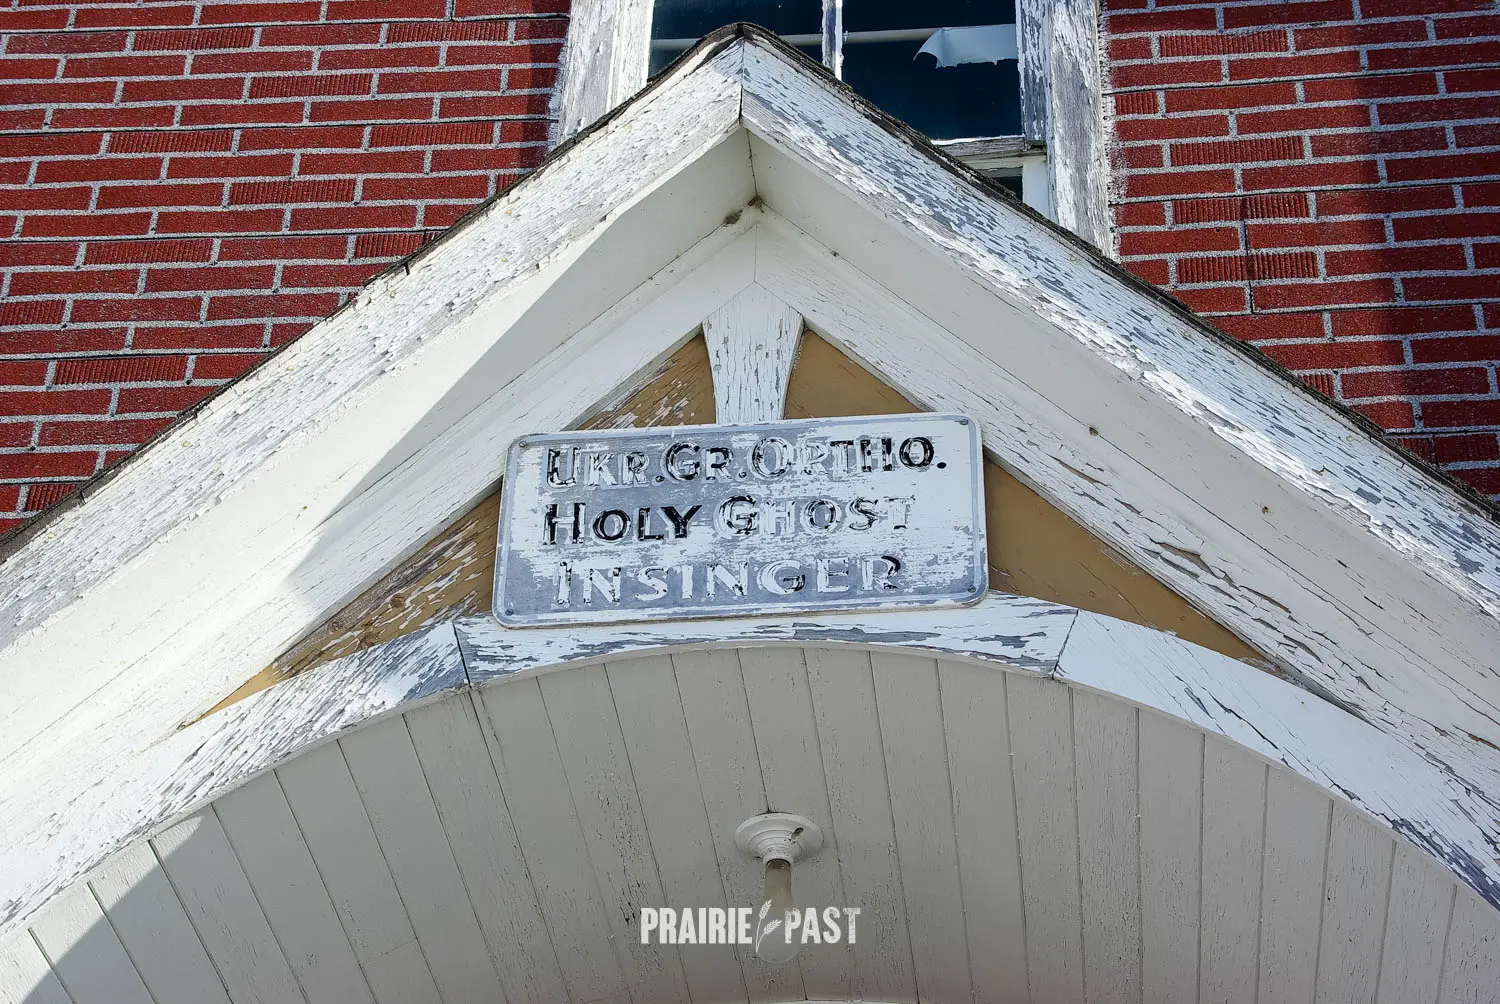 UKR.GR.ORTHO.
HOLY GHOST
INSINGER
PRAIRIE PAST